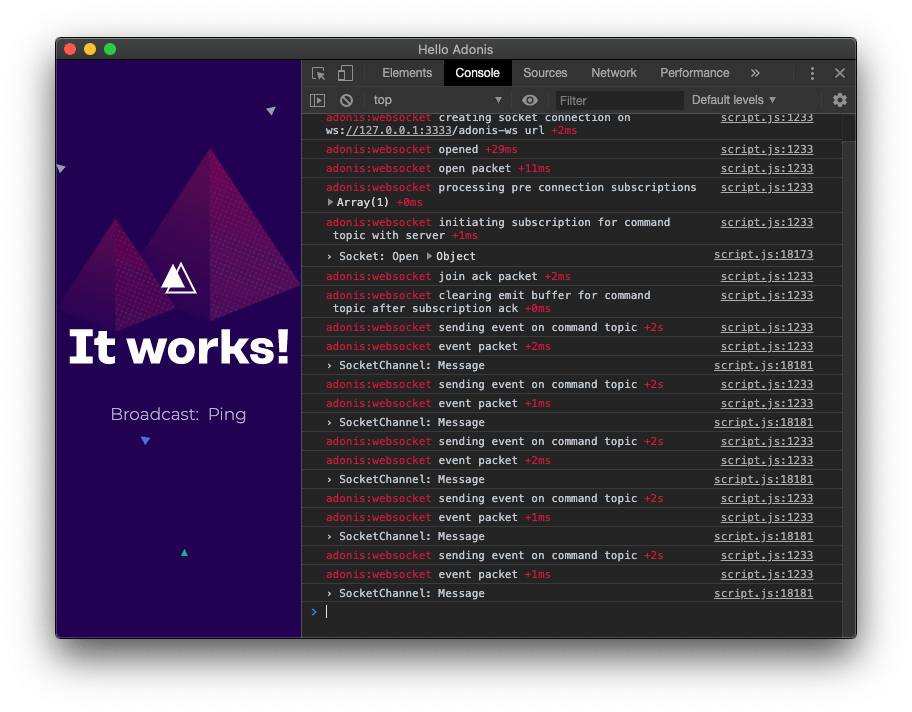 Hello Adonis
It works!
Broadcast: Ping
Elements Console Sources Network Performance »
top Filter Default levels
adonis:websocket creating socket connection on script.js:1233
ws://127.0.0.1:3333/adonis-ws url +2ms
adonis:websocket opened +29ms script.js:1233
adonis:websocket open packet +11ms script.js:1233
adonis:websocket processing pre connection subscriptions script.js:1233
Array(1) +0ms
adonis:websocket initiating subscription for command script.js:1233
topic with server +1ms
› Socket: Open Object script.js:18173
adonis:websocket join ack packet +2ms script.js:1233
adonis:websocket clearing emit buffer for command script.js:1233
topic after subscription ack +0ms
adonis:websocket sending event on command topic +2s script.js:1233
adonis:websocket event packet +2ms script.js:1233
› SocketChannel: Message script.js:18181
adonis:websocket sending event on command topic +2s script.js:1233
adonis:websocket event packet +1ms script.js:1233
› SocketChannel: Message script.js:18181
adonis:websocket sending event on command topic +2s script.js:1233
adonis:websocket event packet +2ms script.js:1233
› SocketChannel: Message script.js:18181
adonis:websocket sending event on command topic +2s script.js:1233
adonis:websocket event packet +1ms script.js:1233
› SocketChannel: Message script.js:18181
adonis:websocket sending event on command topic +2s script.js:1233
adonis:websocket event packet +1ms script.js:1233
› SocketChannel: Message script.js:18181